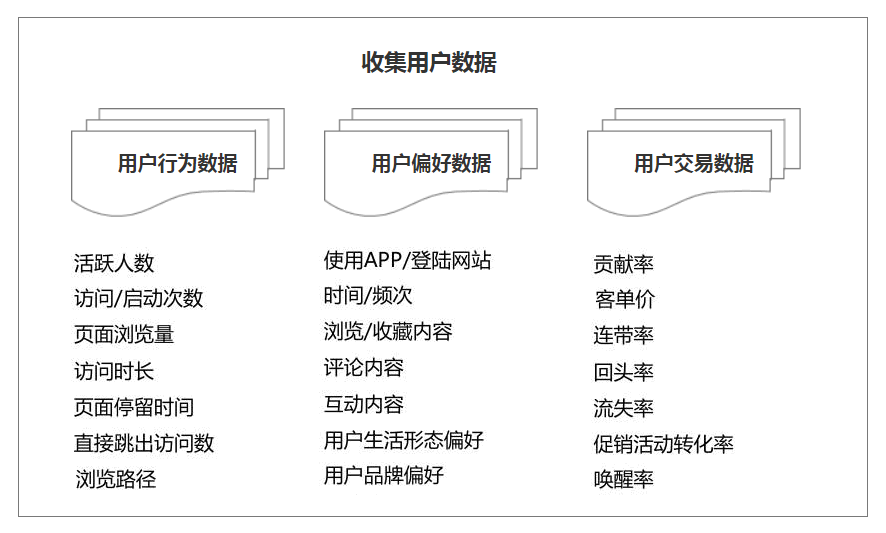 收集用户数据
用户行为数据
活跃人数
访问/启动次数
页面浏览量
访问时长
页面停留时间
直接跳出访问数
浏览路径
用户偏好数据
使用APP/登陆网站
时间/频次
浏览/收藏内容
评论内容
互动内容
用户生活形态偏好
用户品牌偏好
用户交易数据
贡献率
客单价
连带率
回头率
流失率
促销活动转化率
唤醒率